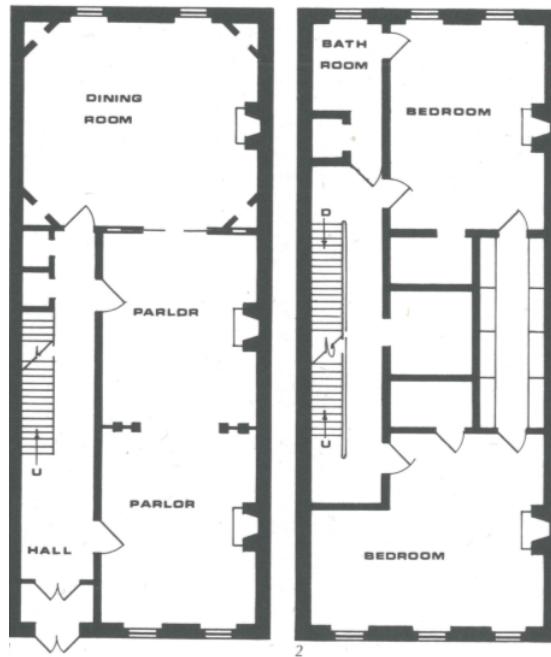 DINING
ROOM
PARLOR
PARLOR
U
HALL
BATH
ROOM
BEDROOM
D
U
BEDROOM
2